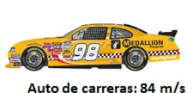 MEDALLION
98
Auto de carreras: 84 m/s